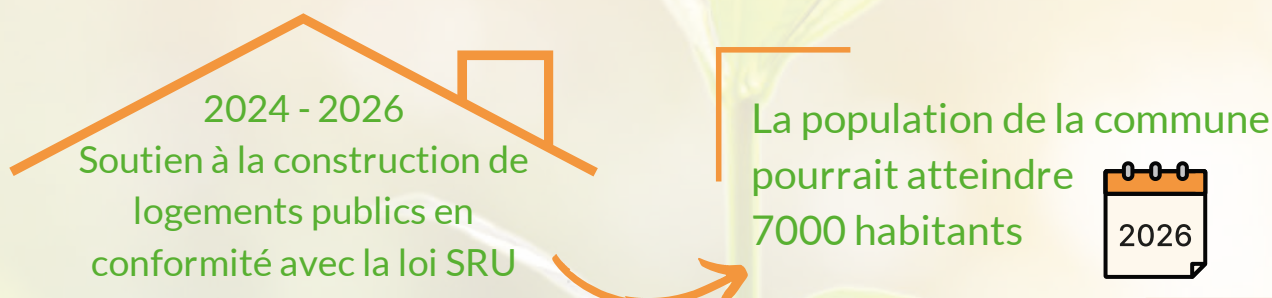 2024 - 2026
Soutien à la construction de
logements publics en
conformité avec la loi SRU
La population de la commune
pourrait atteindre
7000 habitants
2026